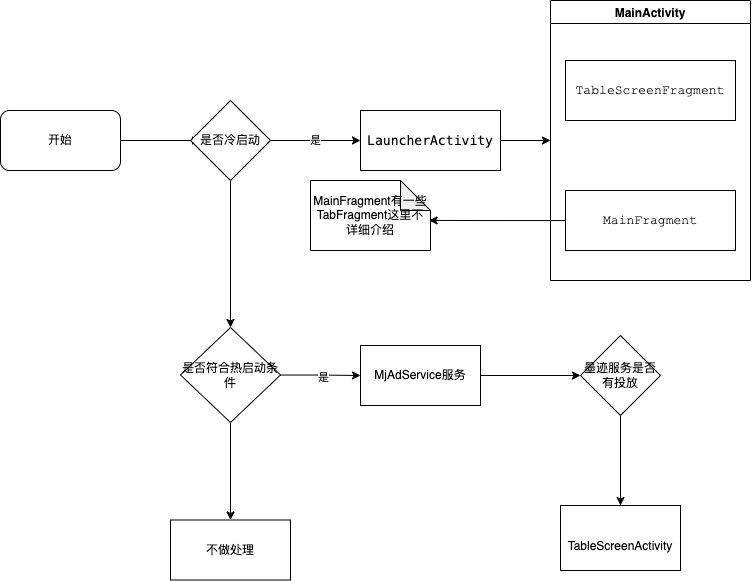 MainActivity
TableScreenFragment
开始
是否冷启动
是
LauncherActivity
MainFragment有一些
TabFragment这里不
详细介绍
MainFragment
是否符合热启动条
件
是
MjAdService服务
墨迹服务是否
有投放
不做处理
TableScreenActivity